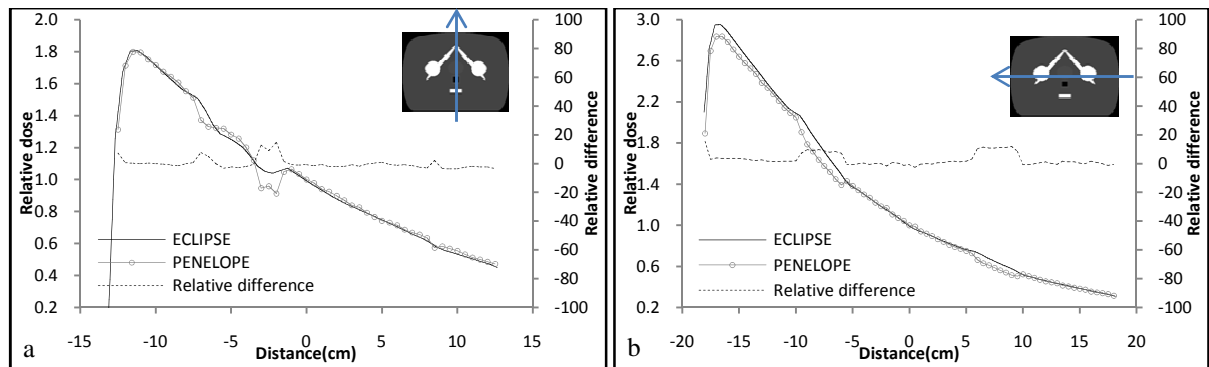 2.0
1.8
1.6
1.4
1.2
1.0
0.8
0.6
0.4
0.2
Relative dose
100
80
60
40
20
0
-20
-40
-60
-80
-100
Relative difference
ECLIPSE
PENELOPE
Relative difference
-15 -10 -5 0 5 10 15
Distance(cm)
a
3.0
2.6
2.2
1.8
1.4
1.0
0.6
0.2
Relative dose
100
80
60
40
20
0
-20
-40
-60
-80
-100
Relative difference
ECLIPSE
PENELOPE
Relative difference
-20 -15 -10 -5 0 5 10 15 20
Distance(cm)
b